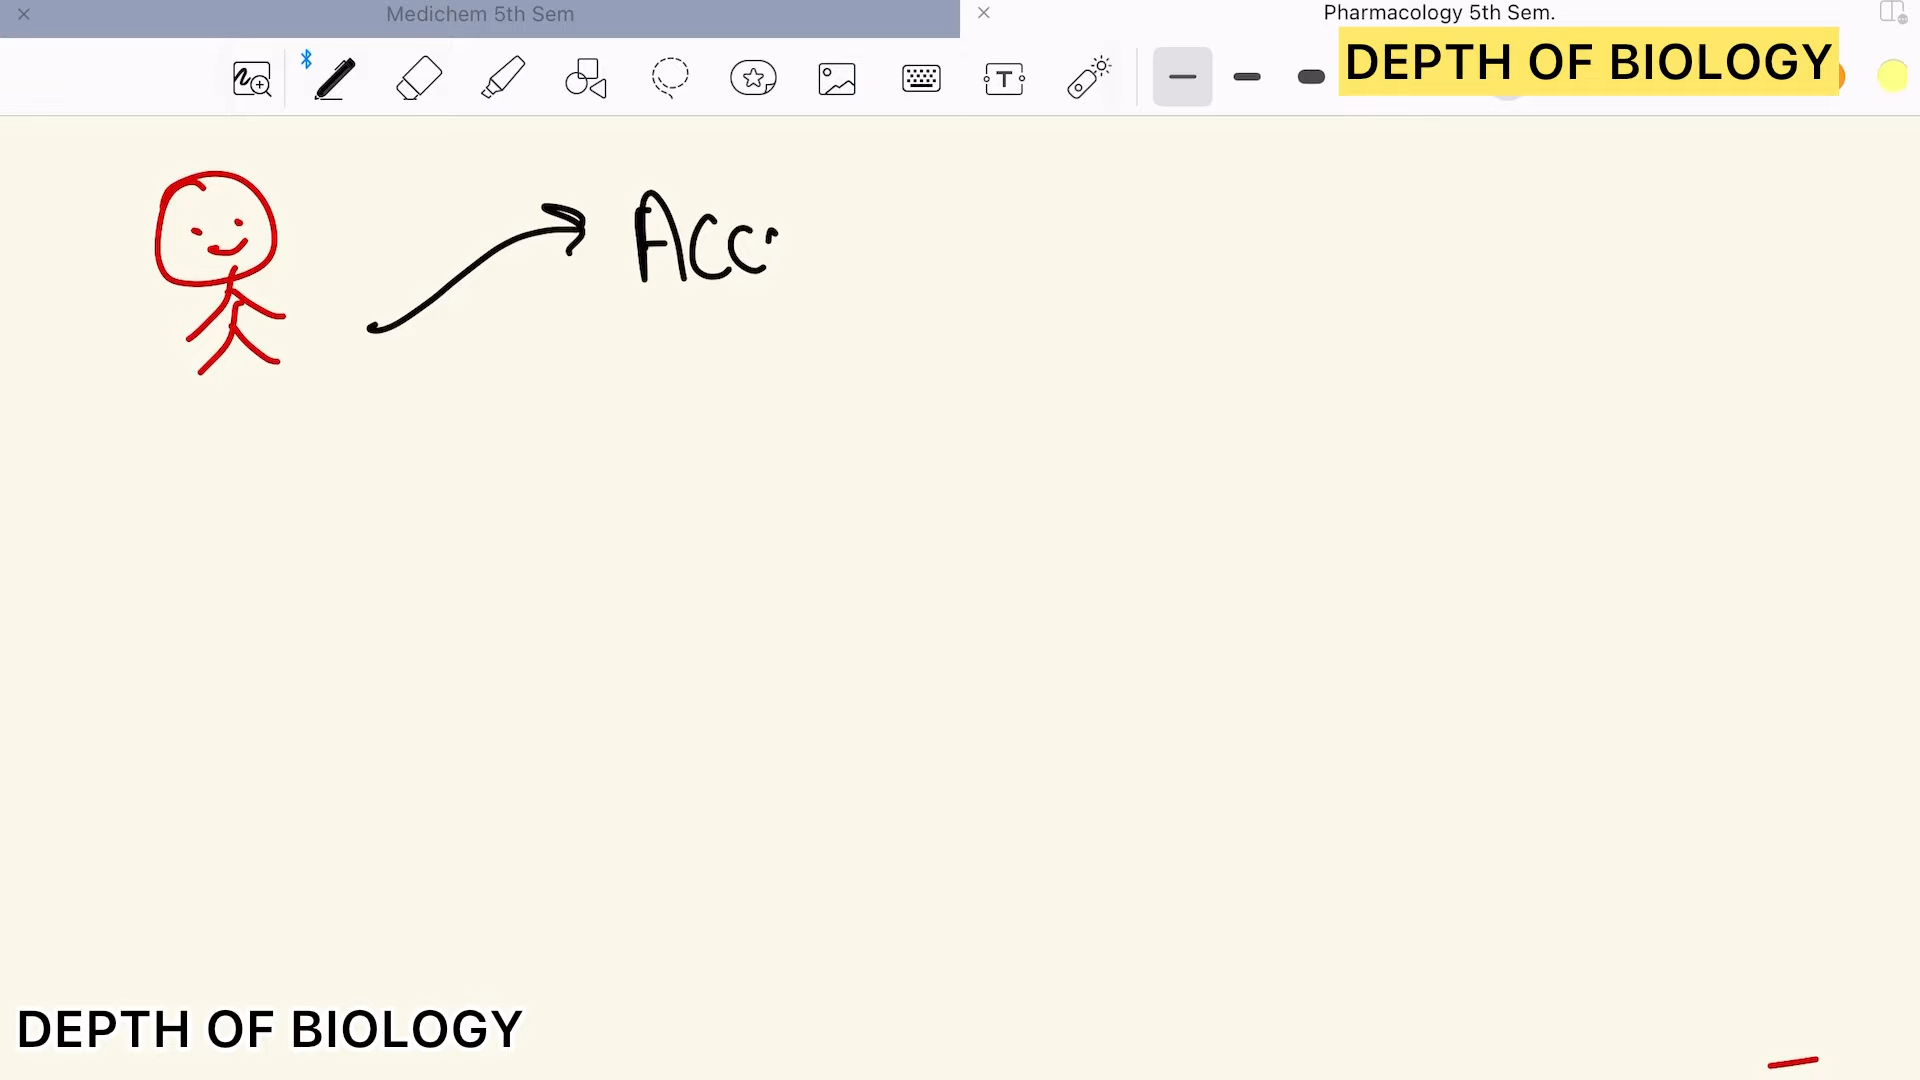 Medichem 5th Sem
Pharmacology 5th Sem.
DEPTH OF BIOLOGY
Acc
DEPTH OF BIOLOGY